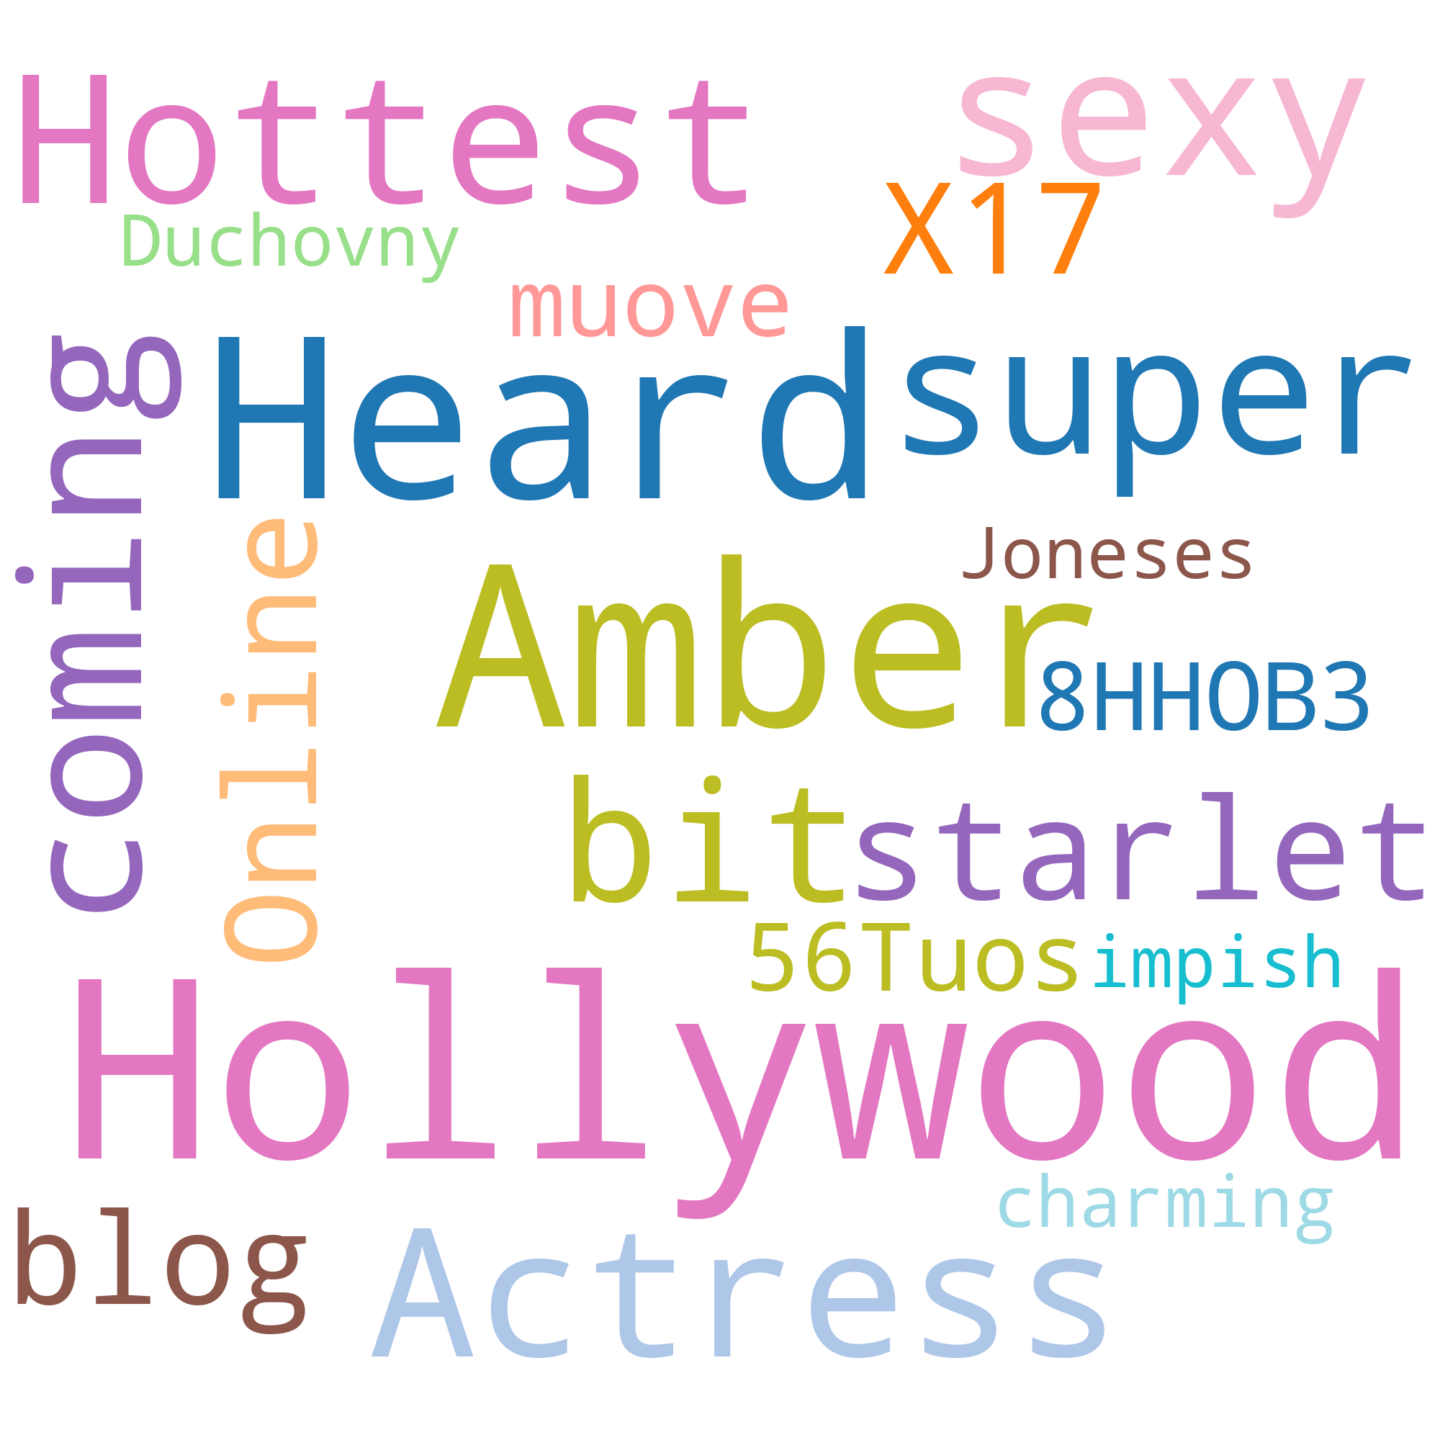 Hottest
sexy
Duchovny
X17
muove
coming
Heard
super
Online
Joneses
Amber
8HHOB3
bit
starlet
56Tuos
impish
Hollywood
charming
blog
Actress